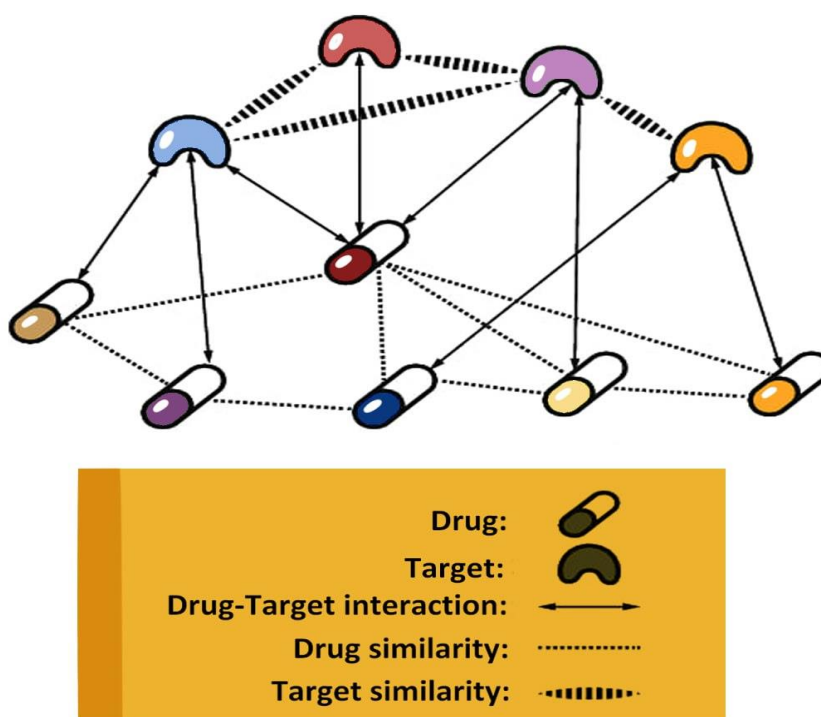 Drug:
Target:
Drug-Target interaction:
Drug similarity:
Target similarity: